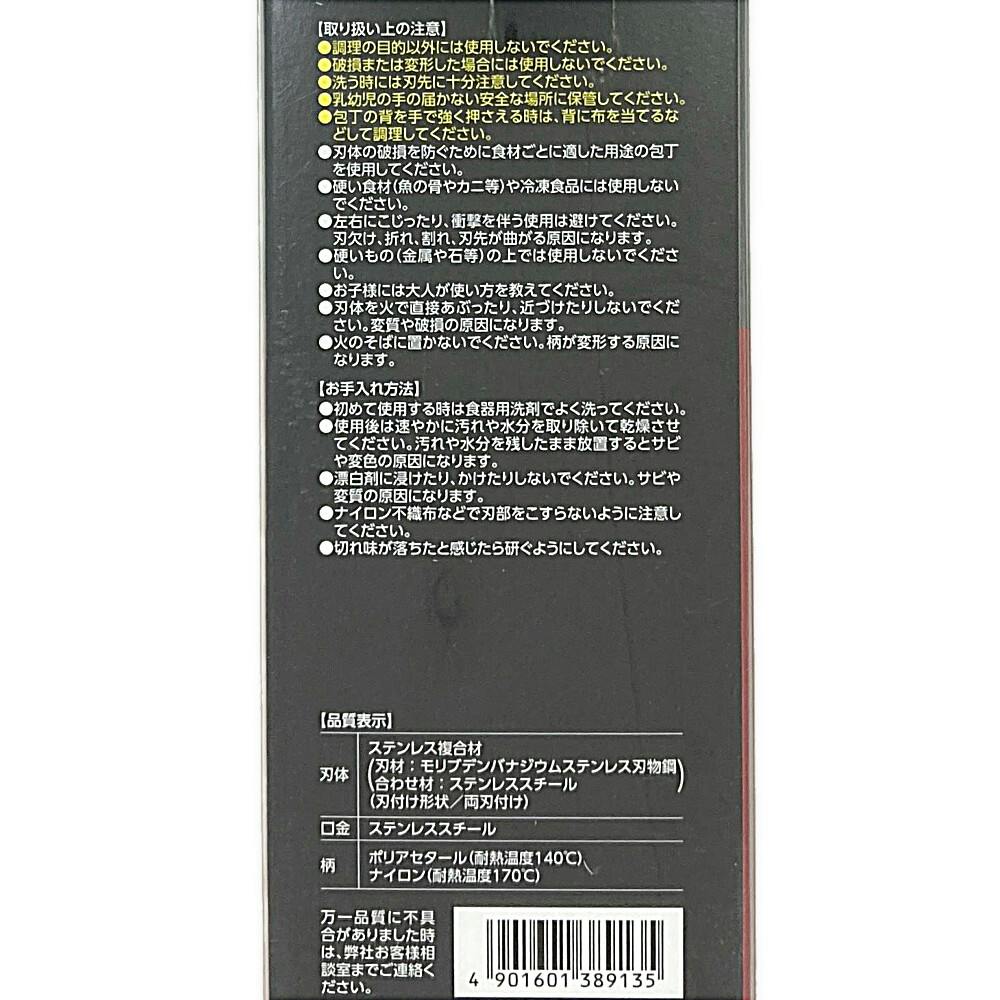 【取り扱い上の注意】
●調理の目的以外には使用しないでください。
●破損または変形した場合には使用しないでください。
●洗う時には刃先に十分注意してください。
●乳幼児の手の届かない安全な場所に保管してください。
●包丁の背を手で強く押さえる時は、背に布を当てるな
どして調理してください。
●刃体の破損を防ぐために食材ごとに適した用途の包丁
を使用してください。
●硬い食材(魚の骨やカニ等)や冷凍食品には使用しない
でください。
●左右にこじったり、衝撃を伴う使用は避けてください。
刃欠け、折れ、割れ、刃先が曲がる原因になります。
●硬いもの(金属や石等)の上では使用しないでくださ
い。
●お子様には大人が使い方を教えてください。
●刃体を火で直接あぶったり、近づけたりしないでくだ
さい。変質や破損の原因になります。
●火のそばに置かないでください。柄が変形する原因に
なります。
【お手入れ方法】
●初めて使用する時は食器用洗剤でよく洗ってください。
●使用後は速やかに汚れや水分を取り除いて乾燥させ
てください。汚れや水分を残したまま放置するとサビ
や変色の原因になります。
●漂白剤に浸けたり、かけたりしないでください。サビや
変質の原因になります。
●ナイロン不織布などで刃部をこすらないように注意し
てください。
●切れ味が落ちたと感じたら研ぐようにしてください。
【品質表示】
刃体
ステンレス複合材
(刃材:モリブデンバナジウムステンレス刃物鋼
合わせ材:ステンレススチール)
(刃付け形状/両刃付け)
口金 ステンレススチール
柄
ポリアセタール(耐熱温度140℃)
ナイロン(耐熱温度170℃)
万一品質に不具
合がありました時
は、弊社お客様相
談室までご連絡く
ださい。
4 901601 389135